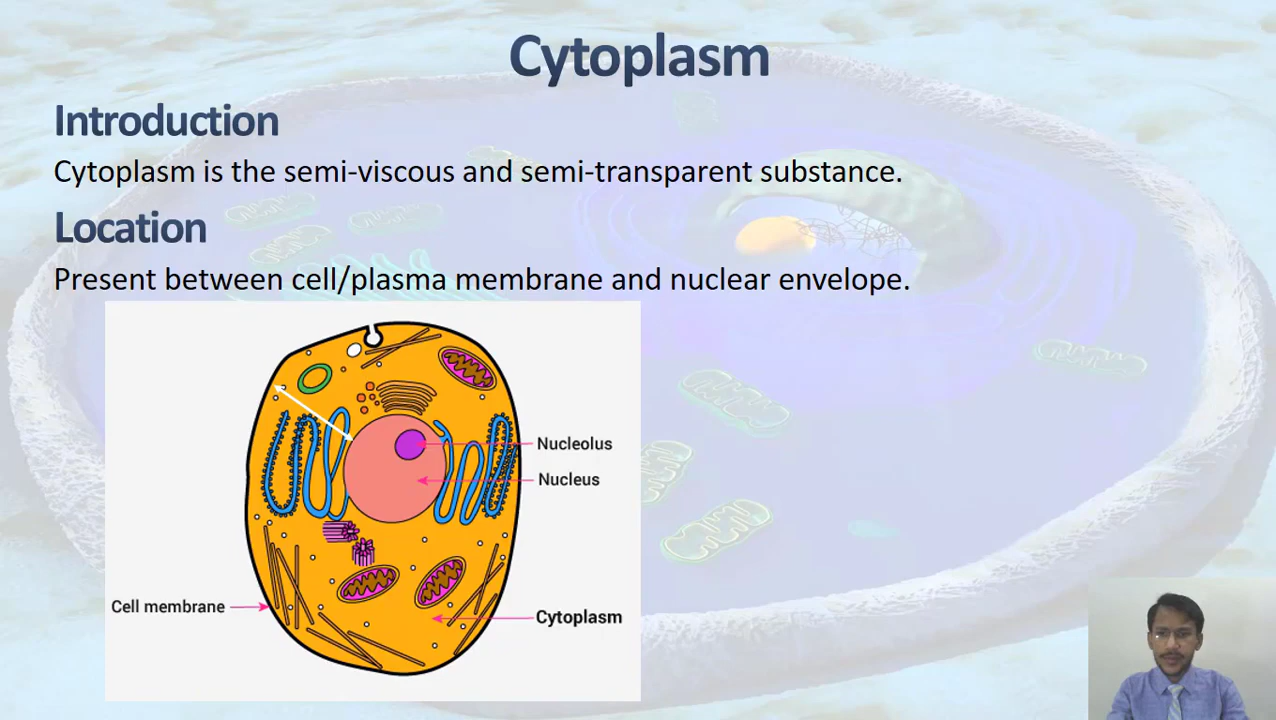 Cytoplasm
Introduction
Cytoplasm is the semi-viscous and semi-transparent substance.
Location
Present between cell/plasma membrane and nuclear envelope.
Nucleolus
Nucleus
Cell membrane
Cytoplasm